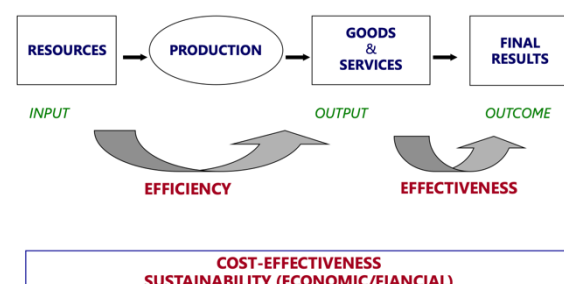 RESOURCES
PRODUCTION
GOODS
&
SERVICES
FINAL
RESULTS
INPUT
OUTPUT
OUTCOME
EFFICIENCY
EFFECTIVENESS
COST-EFFECTIVENESS
SUSTAINABILITY (ECONOMIC/FIANCIAL)